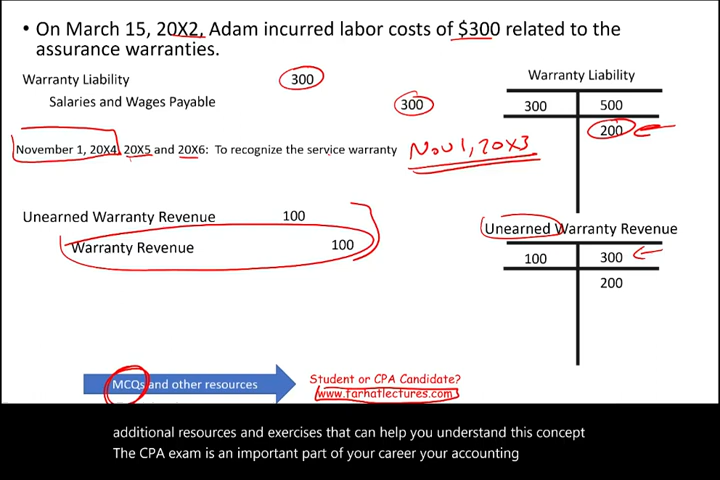 • On March 15, 20X2, Adam incurred labor costs of $300 related to the
assurance warranties.
Warranty Liability 300
Salaries and Wages Payable 300
November 1, 20X4, 20X5 and 20X6: To recognize the service warranty Nov 1, 20X3
Unearned Warranty Revenue 100
Warranty Revenue 100
Warranty Liability
300 500
200
Unearned Warranty Revenue
100 300
200
MCQs and other resources
Student or CPA Candidate?
www.farhatlectures.com
additional resources and exercises that can help you understand this concept
The CPA exam is an important part of your career your accounting